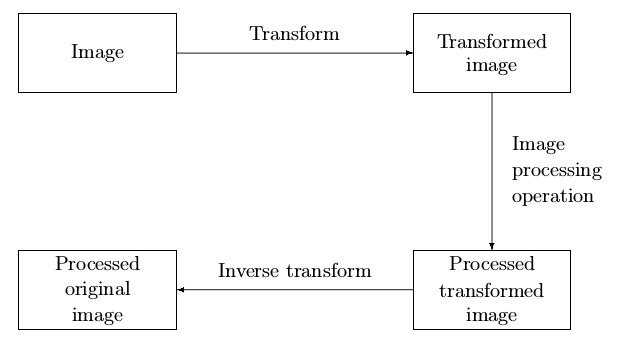 Image
Transform
Transformed
image
Image
processing
operation
Processed
original
image
Inverse transform
Processed
transformed
image